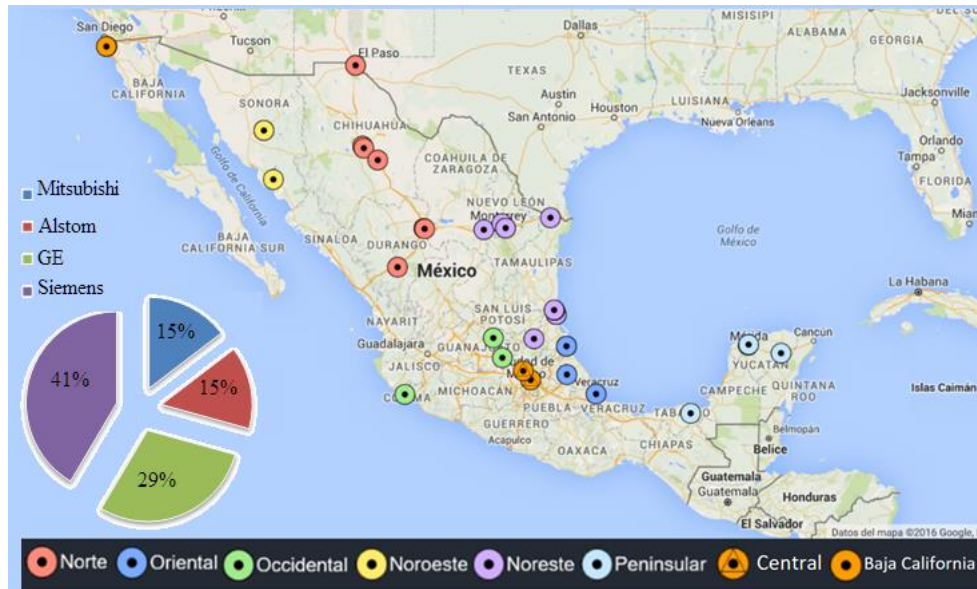 San Diego
Tucson
El Paso
Dallas
MISISIPI
ALABAMA
GEORGIA
BAJA
CALIFORNIA
TEXAS
SONORA
Austin
Houston
LUISIANA
Jacksonville
San Antonio
Nueva Orleans
CHIHUAHUA
COAHUILA DE
ZARAGOZA
Orlando
Tampa
FLORIDA
Golfo de California
Mitsubishi
Alstom
GE
Siemens
NUEVO LEÓN
Monterrey
BAJA
CALIFORNIA SUR
SINALOA
DURANGO
Golfo de
México
México
TAMAULIPAS
La Habana
SAN LUIS
POTOSÍ
NAYARIT
Guadalajara
GUANAJUATO
JALISCO
Ciudad de
México
COLIMA
MICHOACÁN
Veracruz
Mérida
Cancún
YUCATÁN
CAMPECHE
QUINTANA
ROO
Islas Caimán
PUEBLA
VERACRUZ
TABASCO
GUERRERO
Acapulco
OAXACA
CHIAPAS
Belmopán
Belice
Guatemala
Guatemala
Honduras
El Salvador
15%
15%
41%
29%
Datos del mapa ©2016 Google,
Norte
Oriental
Occidental
Noroeste
Noreste
Peninsular
Central
Baja California